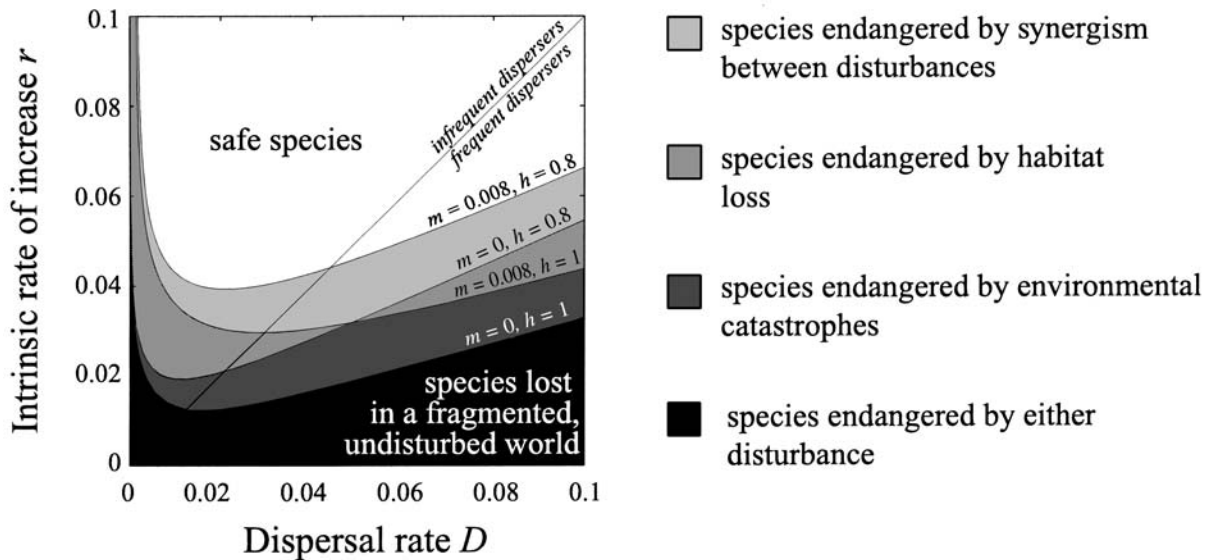 Intrinsic rate of increase r
0.1
0.08
0.06
0.04
0.02
0
0
0.02
0.04
0.06
0.08
0.1
Dispersal rate D
safe species
infrequent dispersers
frequent dispersers
m = 0.008, h = 0.8
m = 0, h = 0.8
m = 0.008, h = 1
m = 0, h = 1
species lost
in a fragmented,
undisturbed world
species endangered by synergism
between disturbances
species endangered by habitat
loss
species endangered by environmental
catastrophes
species endangered by either
disturbance